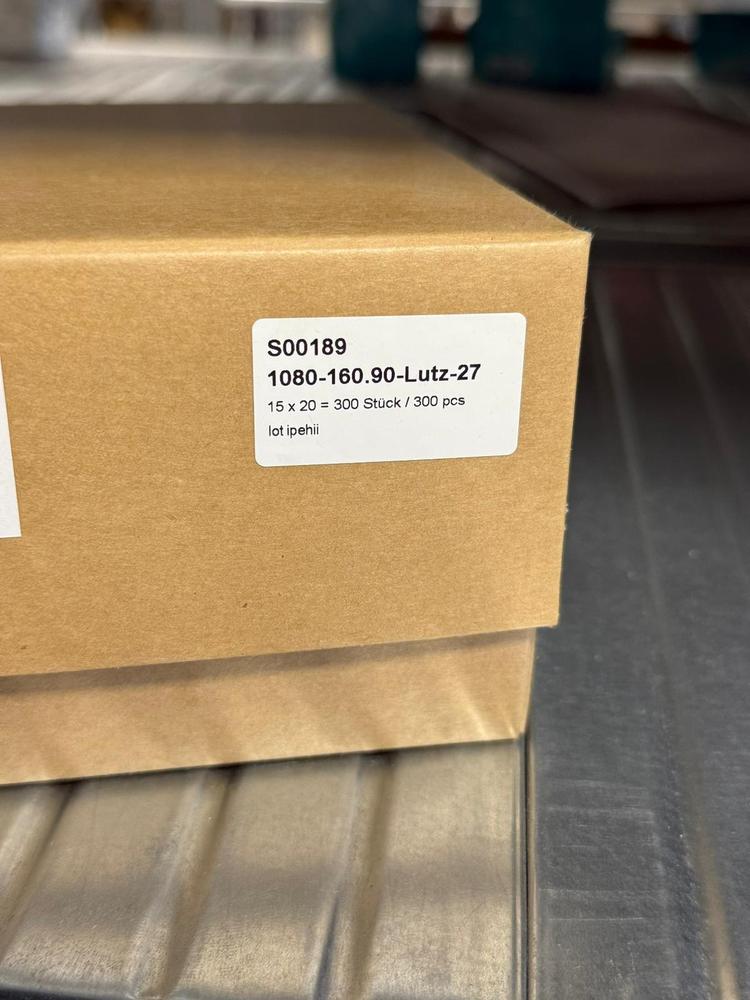 S00189
1080-160.90-Lutz-27
15 x 20 = 300 Stück / 300 pcs
lot ipehii